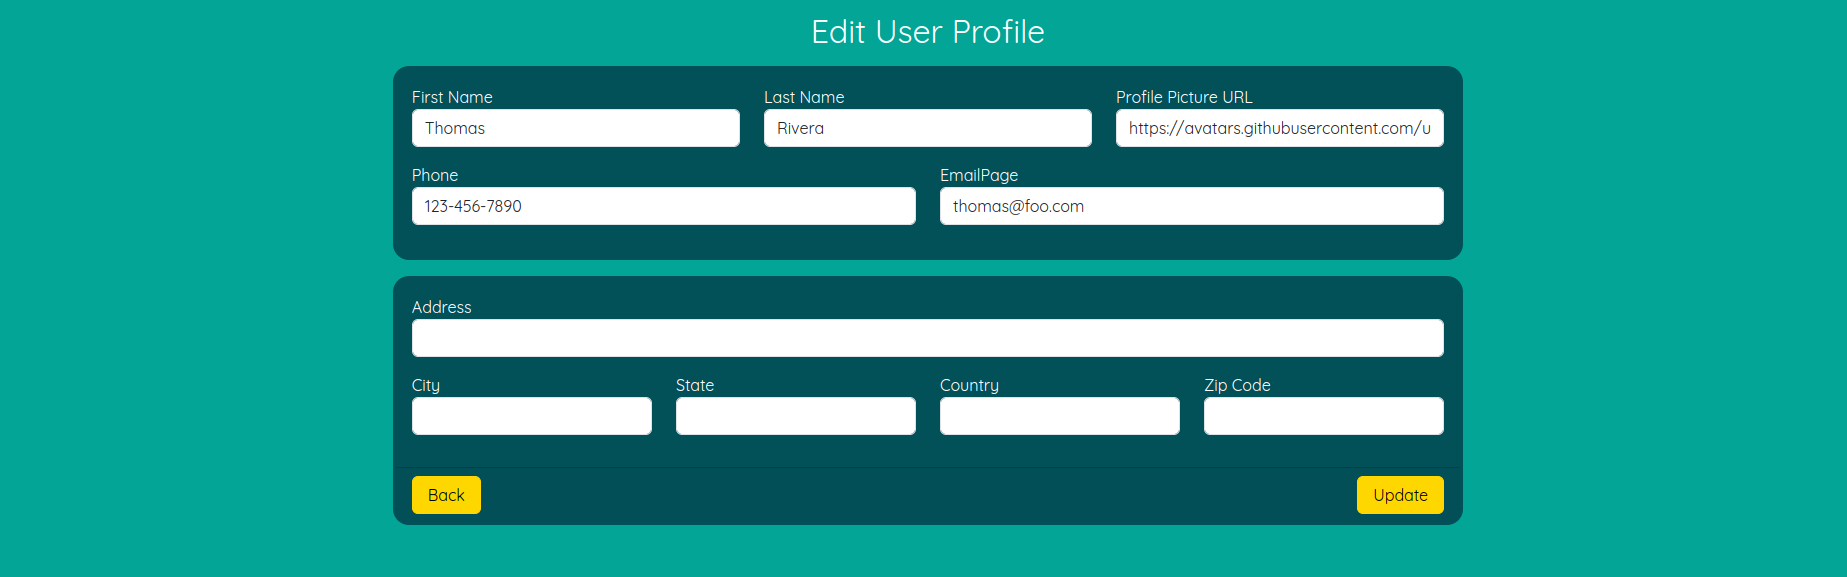 Edit User Profile
First Name Last Name Profile Picture URL
Thomas Rivera https://avatars.githubusercontent.com/u
Phone EmailPage
123-456-7890 thomas@foo.com
Address
City State Country Zip Code
Back Update